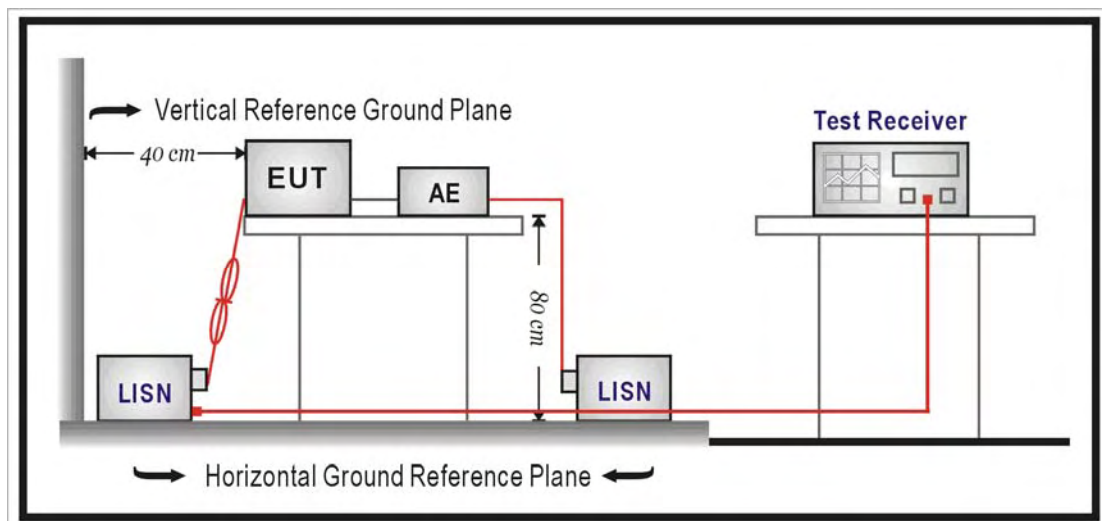 Vertical Reference Ground Plane
Test Receiver
40 cm
EUT
AE
80 cm
LISN
LISN
Horizontal Ground Reference Plane